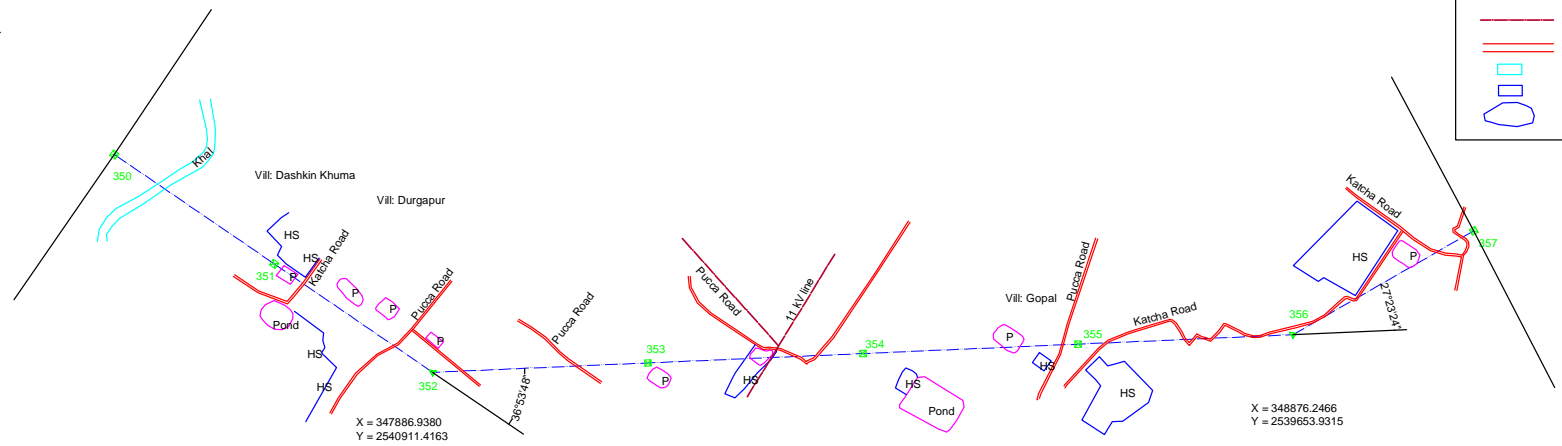 350
Khal
Vill: Dashkin Khuma
Vill: Durgapur
HS
HS
351
P
Katcha Road
Pond
P
P
HS
HS
Pucca Road
P
352
36°53'48"
X = 347886.9380
Y = 2540911.4163
Pucca Road
353
P
Pucca Road
11 kV line
HS
354
HS
Pond
Vill: Gopal
P
Pucca Road
HS
355
Katcha Road
HS
356
27°23'24"
X = 348876.2466
Y = 2539653.9315
Katcha Road
HS
P
357